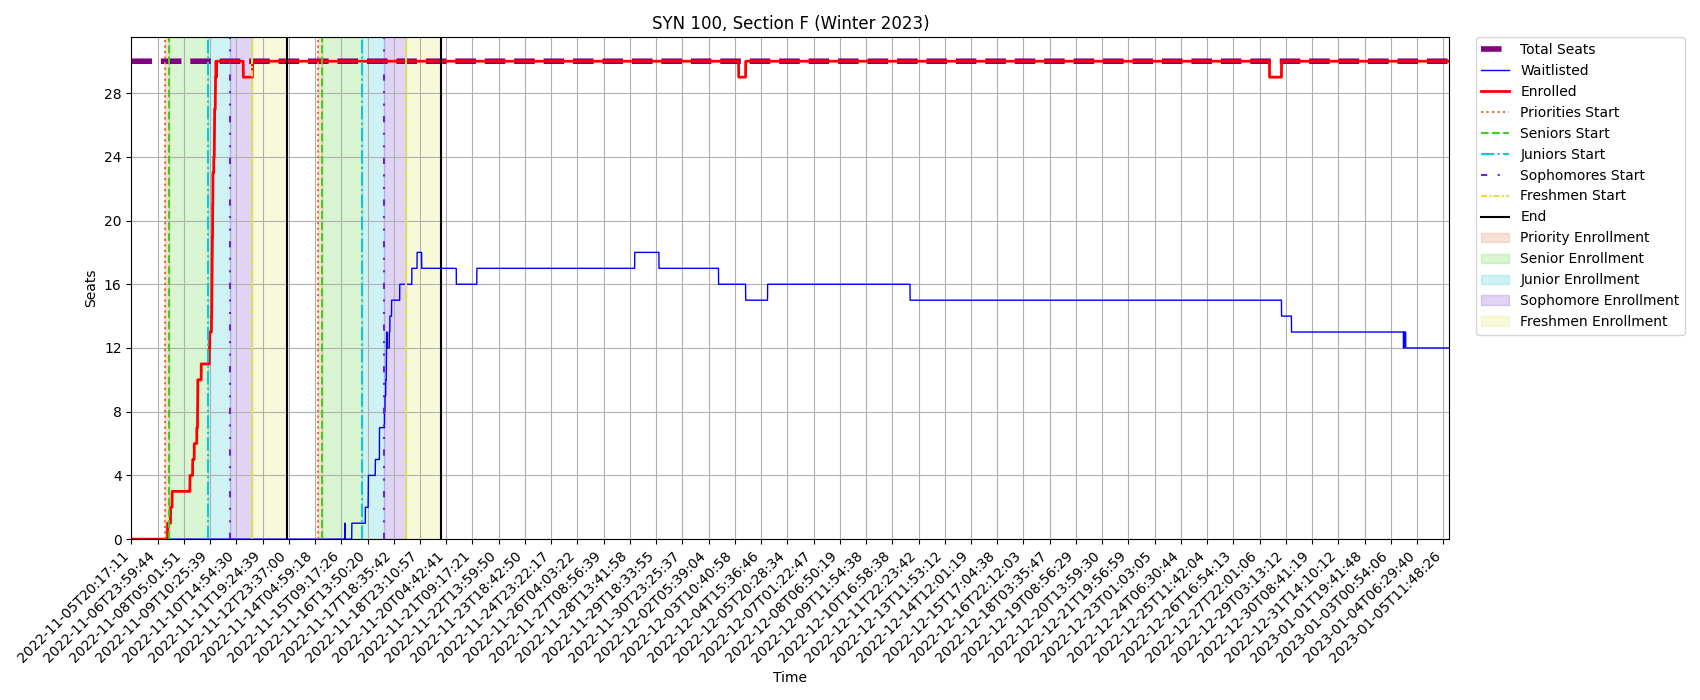 SYN 100, Section F (Winter 2023)
Seats
28
24
20
16
12
8
4
0
2022-11-05T20:17:11
2022-11-06T23:59:44
2022-11-08T05:01:51
2022-11-09T10:25:39
2022-11-10T14:54:30
2022-11-11T19:24:39
2022-11-12T23:37:00
2022-11-14T04:59:18
2022-11-15T09:17:26
2022-11-16T13:50:20
2022-11-17T18:35:42
2022-11-18T23:10:57
2022-11-20T04:42:41
2022-11-21T09:17:21
2022-11-22T13:59:50
2022-11-23T18:42:50
2022-11-24T23:22:17
2022-11-26T04:03:22
2022-11-27T08:56:39
2022-11-28T13:41:58
2022-11-29T18:33:55
2022-11-30T23:25:37
2022-12-02T05:39:04
2022-12-03T10:40:58
2022-12-04T15:36:46
2022-12-05T20:28:34
2022-12-07T01:22:47
2022-12-08T06:50:19
2022-12-09T11:54:38
2022-12-10T16:58:38
2022-12-11T22:23:42
2022-12-13T11:53:12
2022-12-14T12:01:19
2022-12-15T17:04:38
2022-12-16T22:12:03
2022-12-18T03:35:47
2022-12-19T08:56:29
2022-12-20T13:59:30
2022-12-21T19:56:59
2022-12-23T01:03:05
2022-12-24T06:30:44
2022-12-25T11:42:04
2022-12-26T16:54:13
2022-12-27T22:01:06
2022-12-29T03:13:12
2022-12-30T08:41:19
2022-12-31T14:10:12
2023-01-01T19:41:48
2023-01-03T00:54:06
2023-01-04T06:29:40
2023-01-05T11:48:26
Time
Total Seats
Waitlisted
Enrolled
Priorities Start
Seniors Start
Juniors Start
Sophomores Start
Freshmen Start
End
Priority Enrollment
Senior Enrollment
Junior Enrollment
Sophomore Enrollment
Freshmen Enrollment